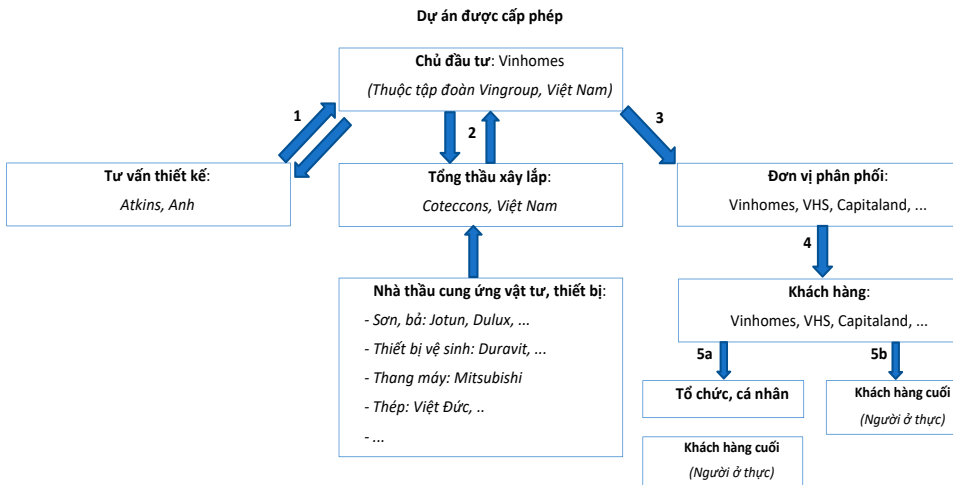 Dự án được cấp phép
Chủ đầu tư: Vinhomes
(Thuộc tập đoàn Vingroup, Việt Nam)
1
2
3
Tư vấn thiết kế:
Atkins, Anh
Tổng thầu xây lắp:
Coteccons, Việt Nam
Đơn vị phân phối:
Vinhomes, VHS, Capitaland, ...
4
Nhà thầu cung ứng vật tư, thiết bị:
- Sơn, bả: Jotun, Dulux, ...
- Thiết bị vệ sinh: Duravit, ...
- Thang máy: Mitsubishi
- Thép: Việt Đức, ..
- ...
Khách hàng:
Vinhomes, VHS, Capitaland, ...
5a
5b
Tổ chức, cá nhân
Khách hàng cuối
(Người ở thực)
Khách hàng cuối
(Người ở thực)